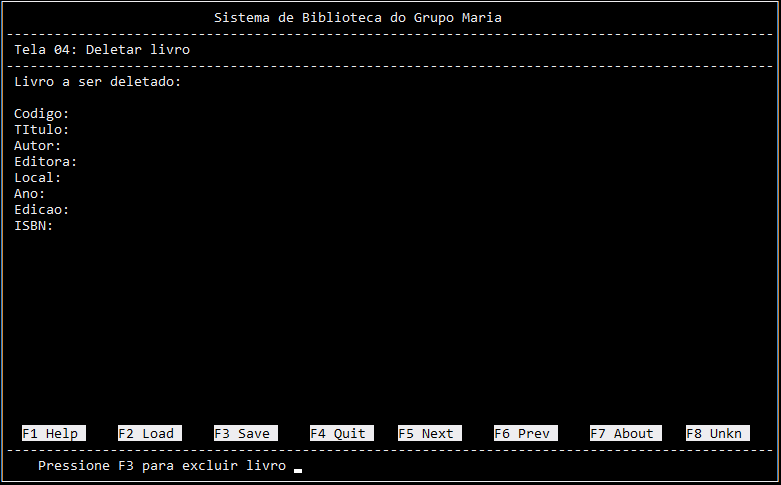 Sistema de Biblioteca do Grupo Maria
Tela 04: Deletar livro
Livro a ser deletado:
Codigo:
TItulo:
Autor:
Editora:
Local:
Ano:
Edicao:
ISBN:
F1 Help F2 Load F3 Save F4 Quit F5 Next F6 Prev F7 About F8 Unkn
Pressione F3 para excluir livro